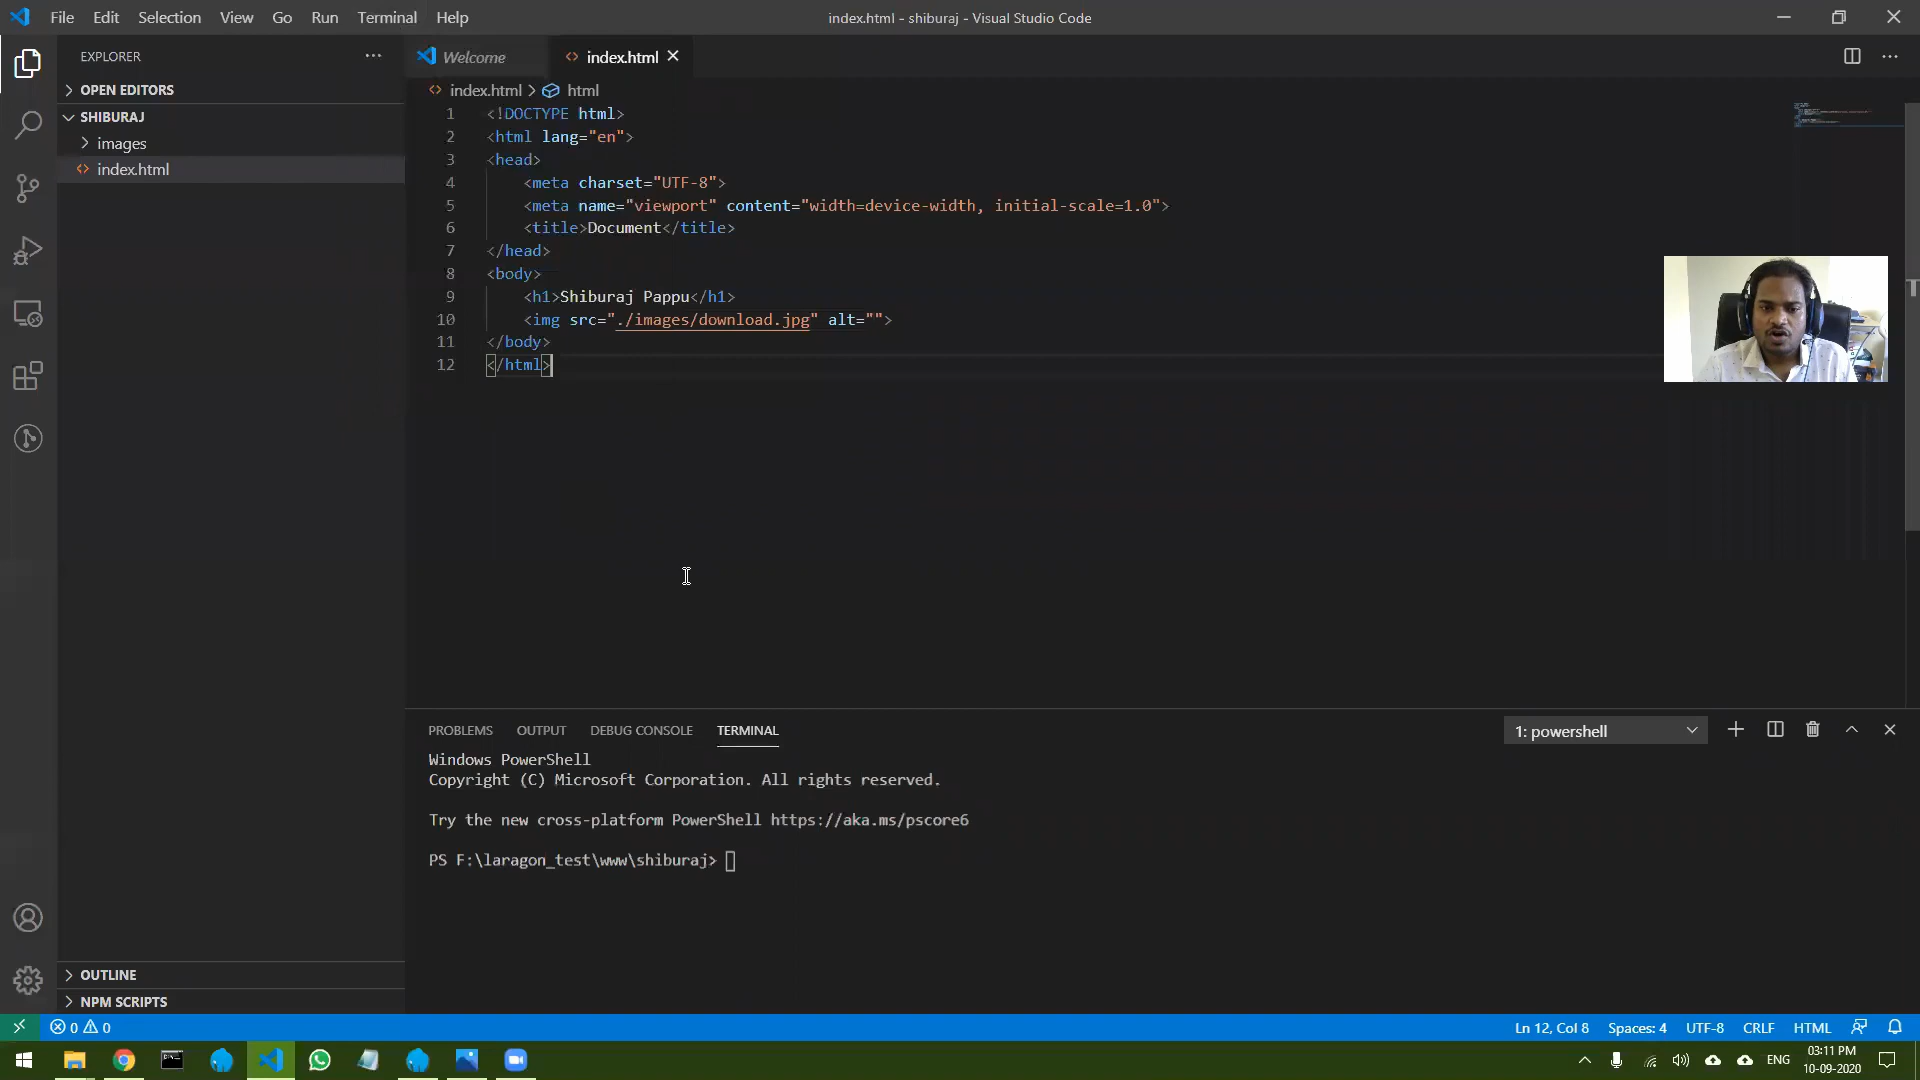 File Edit Selection View Go Run Terminal Help
index.html - shiburaj - Visual Studio Code
EXPLORER
OPEN EDITORS
SHIBURAJ
images
index.html
OUTLINE
NPM SCRIPTS
Welcome
index.html
index.html > html
1 <!DOCTYPE html>
2 <html lang="en">
3 <head>
4 <meta charset="UTF-8">
5 <meta name="viewport" content="width=device-width, initial-scale=1.0">
6 <title>Document</title>
7 </head>
8 <body>
9 <h1>Shiburaj Pappu</h1>
10 <img src="./images/download.jpg" alt="">
11 </body>
12 </html>
PROBLEMS OUTPUT DEBUG CONSOLE TERMINAL
1: powershell
Windows PowerShell
Copyright (C) Microsoft Corporation. All rights reserved.
Try the new cross-platform PowerShell https://aka.ms/pscore6
PS F:\laragon_test\www\shiburaj>
0 0
Ln 12, Col 8 Spaces: 4 UTF-8 CRLF HTML
ENG
03:11 PM
10-09-2020